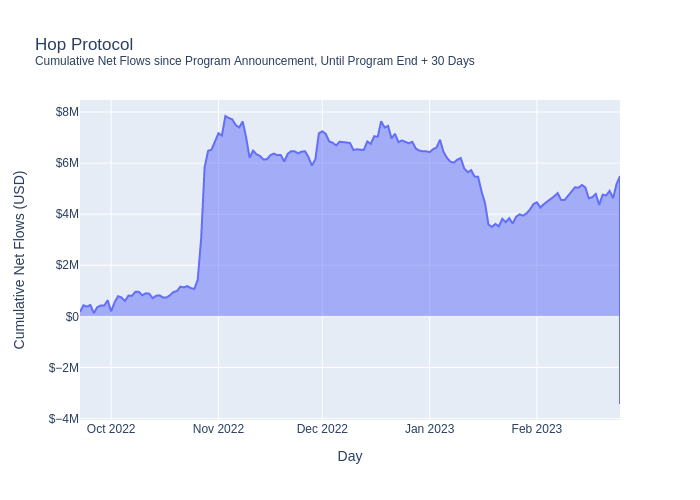 Hop Protocol
Cumulative Net Flows since Program Announcement, Until Program End + 30 Days
Cumulative Net Flows (USD)
$8M
$6M
$4M
$2M
$0
$−2M
$−4M
Oct 2022
Nov 2022
Dec 2022
Jan 2023
Feb 2023
Day